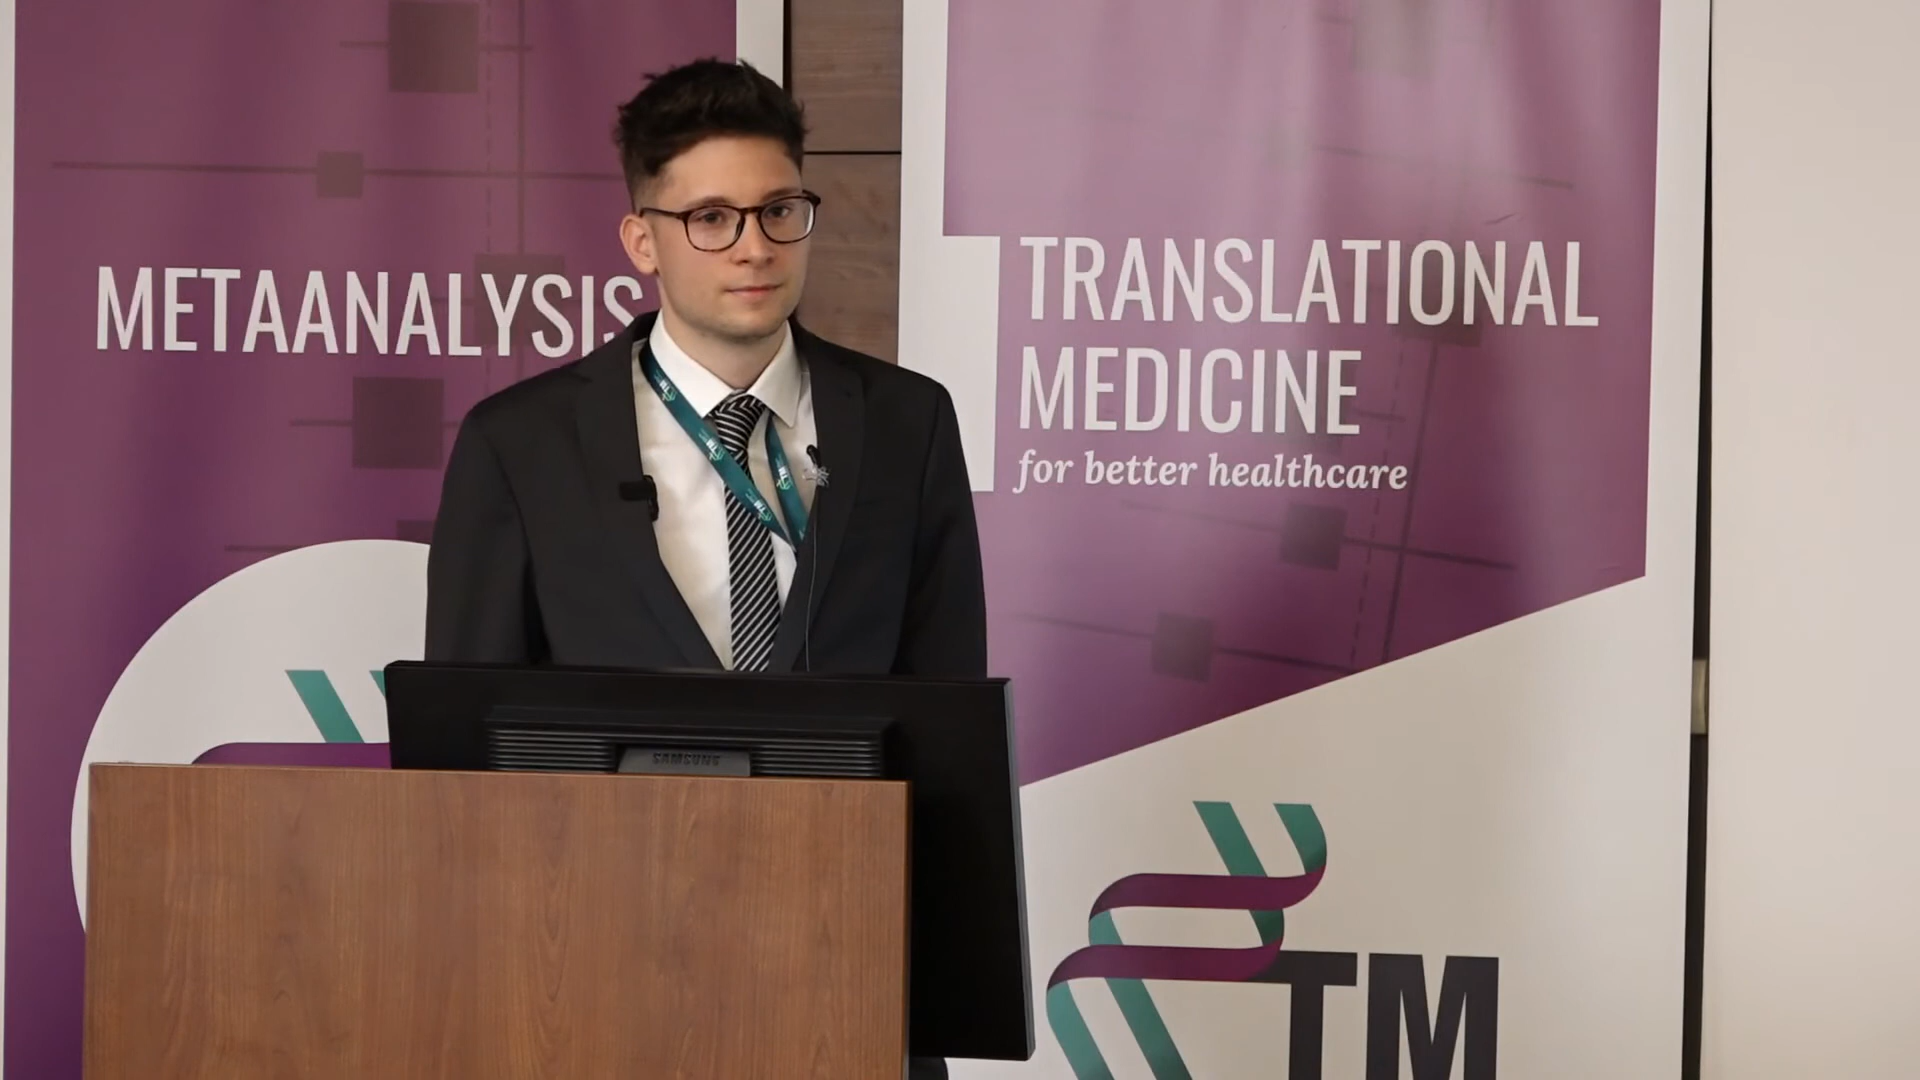 METAANALYSIS
TRANSLATIONAL
MEDICINE
for better healthcare
SAMSUNG
TM